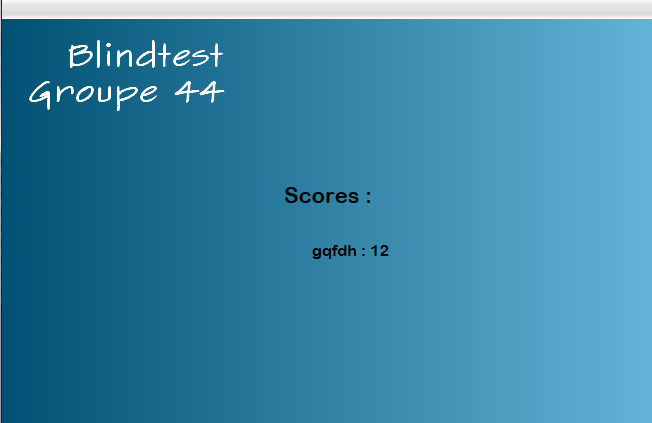 Blindtest
Groupe 44
Scores :
gqfdh : 12